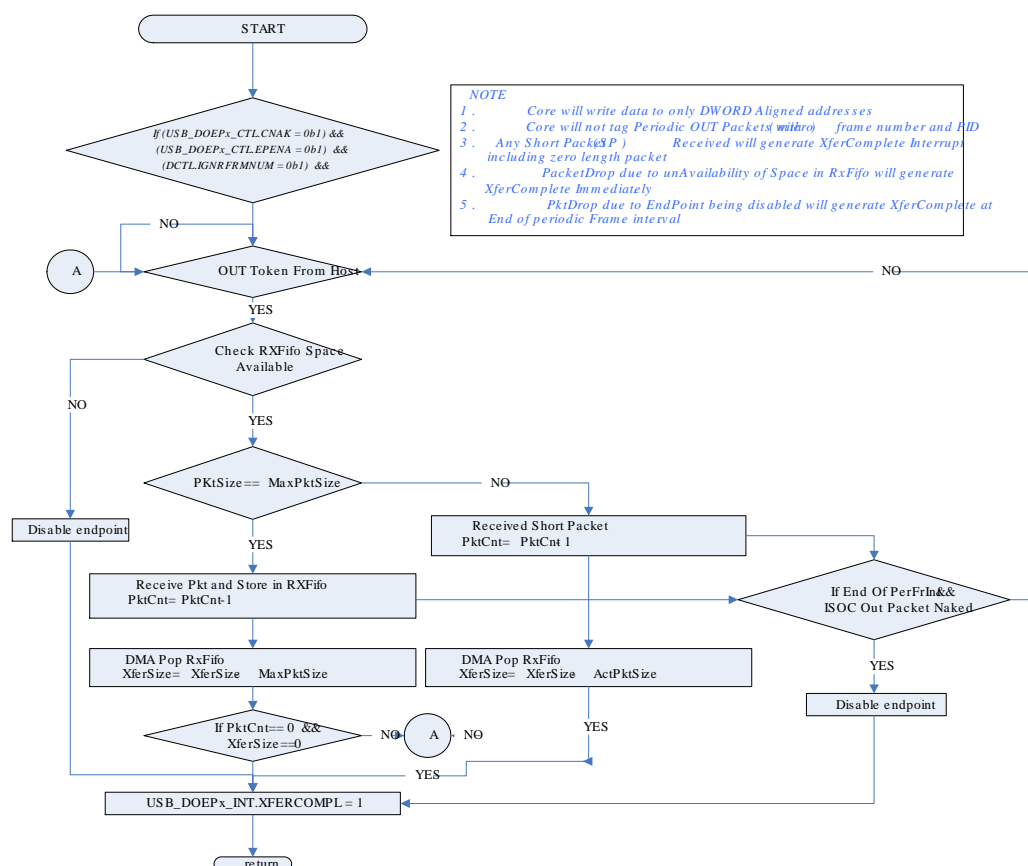 START
If (USB_DOEPx_CTL.CNAK = 0b1) &&
(USB_DOEPx_CTL.EPENA = 0b1) &&
(DCTL.IGNRFRMNUM = 0b1) &&
NOTE
1 . Core will write data to only DWORD Aligned addresses
2 . Core will not tag Periodic OUT Packets frame number and PID
3 . Any Short Packet (SP ) Received will generate XferComplete Interrupt
including zero length packet
4 . PacketDrop due to unAvailability of Space in RxFifo will generate
XferComplete Immediately
5 . PktDrop due to EndPoint being disabled will generate XferComplete at
End of periodic Frame interval
NO
A
OUT Token From Host
NO
YES
Check RXFifo Space
Available
NO
YES
PKtSize== MaxPktSize
NO
Disable endpoint
Received Short Packet
PktCnt= PktCnt- 1
YES
Receive Pkt and Store in RXFifo
PktCnt= PktCnt-1
If End Of PerFrIn&&
ISOC Out Packet Naked
DMA Pop RxFifo
XferSize= XferSize- MaxPktSize
DMA Pop RxFifo
XferSize= XferSize- ActPktSize
YES
Disable endpoint
If PktCnt== 0 &&
XferSize==0
NO
A
NO
YES
YES
USB_DOEPx_INT.XFERCOMPL = 1
return